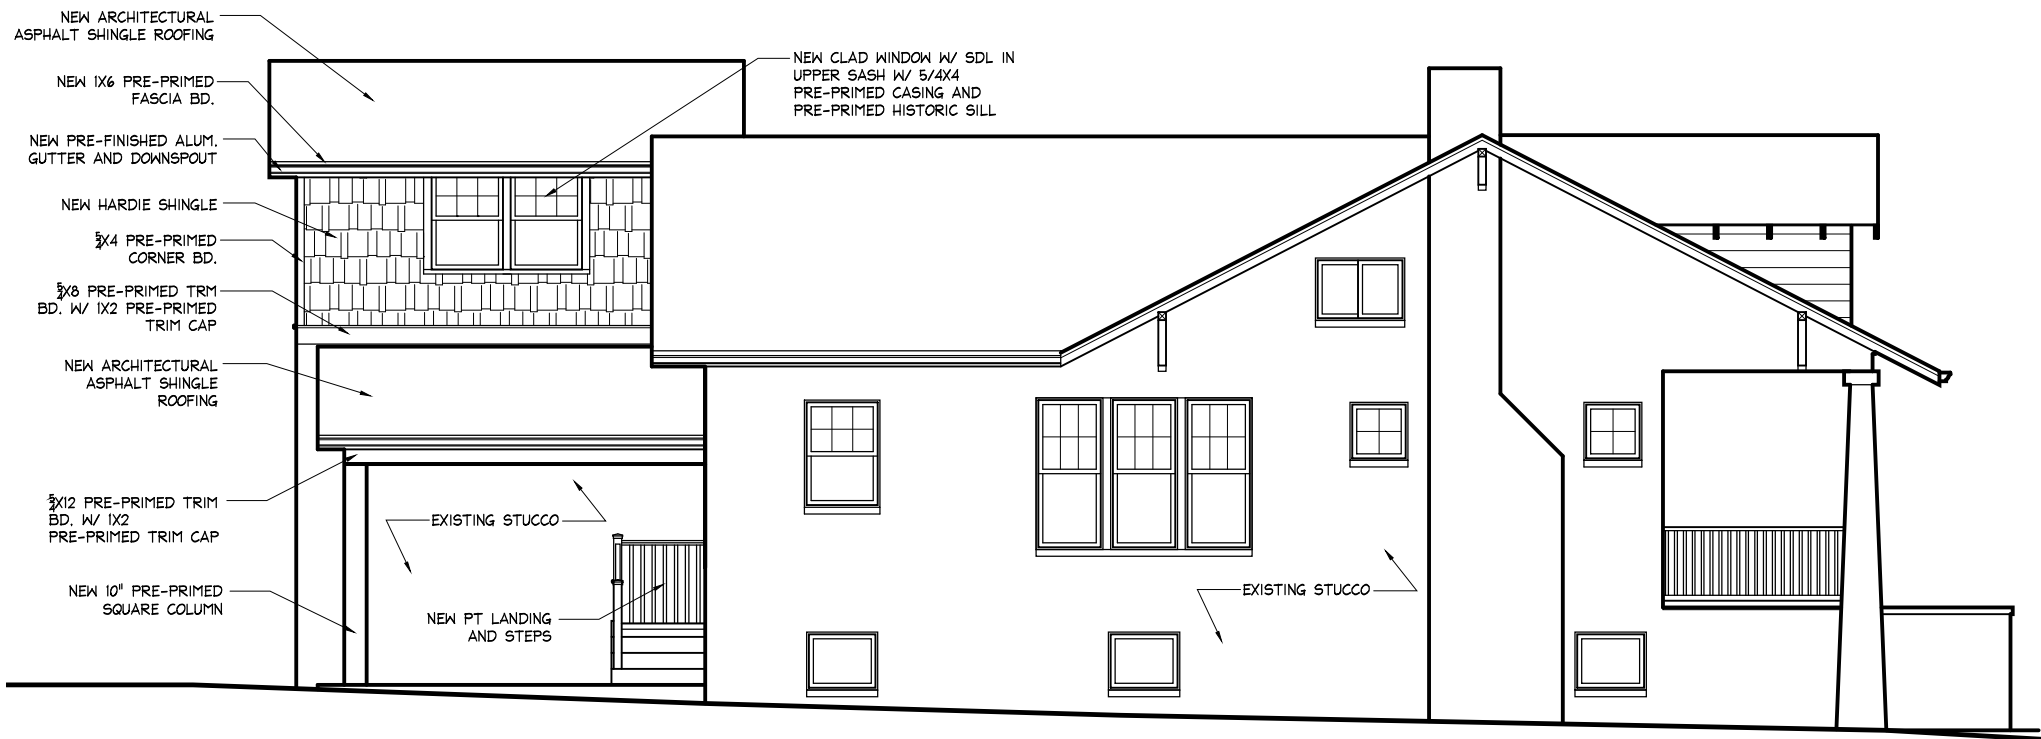 NEW ARCHITECTURAL
ASPHALT SHINGLE ROOFING
NEW 1X6 PRE-PRIMED
FASCIA BD.
NEW PRE-FINISHED ALUM.
GUTTER AND DOWNSPOUT
NEW HARDIE SHINGLE
5/4X4 PRE-PRIMED
CORNER BD.
5/4X8 PRE-PRIMED TRM
BD. W/ 1X2 PRE-PRIMED
TRIM CAP
NEW ARCHITECTURAL
ASPHALT SHINGLE
ROOFING
5/4X12 PRE-PRIMED TRIM
BD. W/ 1X2
PRE-PRIMED TRIM CAP
NEW 10" PRE-PRIMED
SQUARE COLUMN
NEW CLAD WINDOW W/ SDL IN
UPPER SASH W/ 5/4X4
PRE-PRIMED CASING AND
PRE-PRIMED HISTORIC SILL
EXISTING STUCCO
NEW PT LANDING
AND STEPS
EXISTING STUCCO